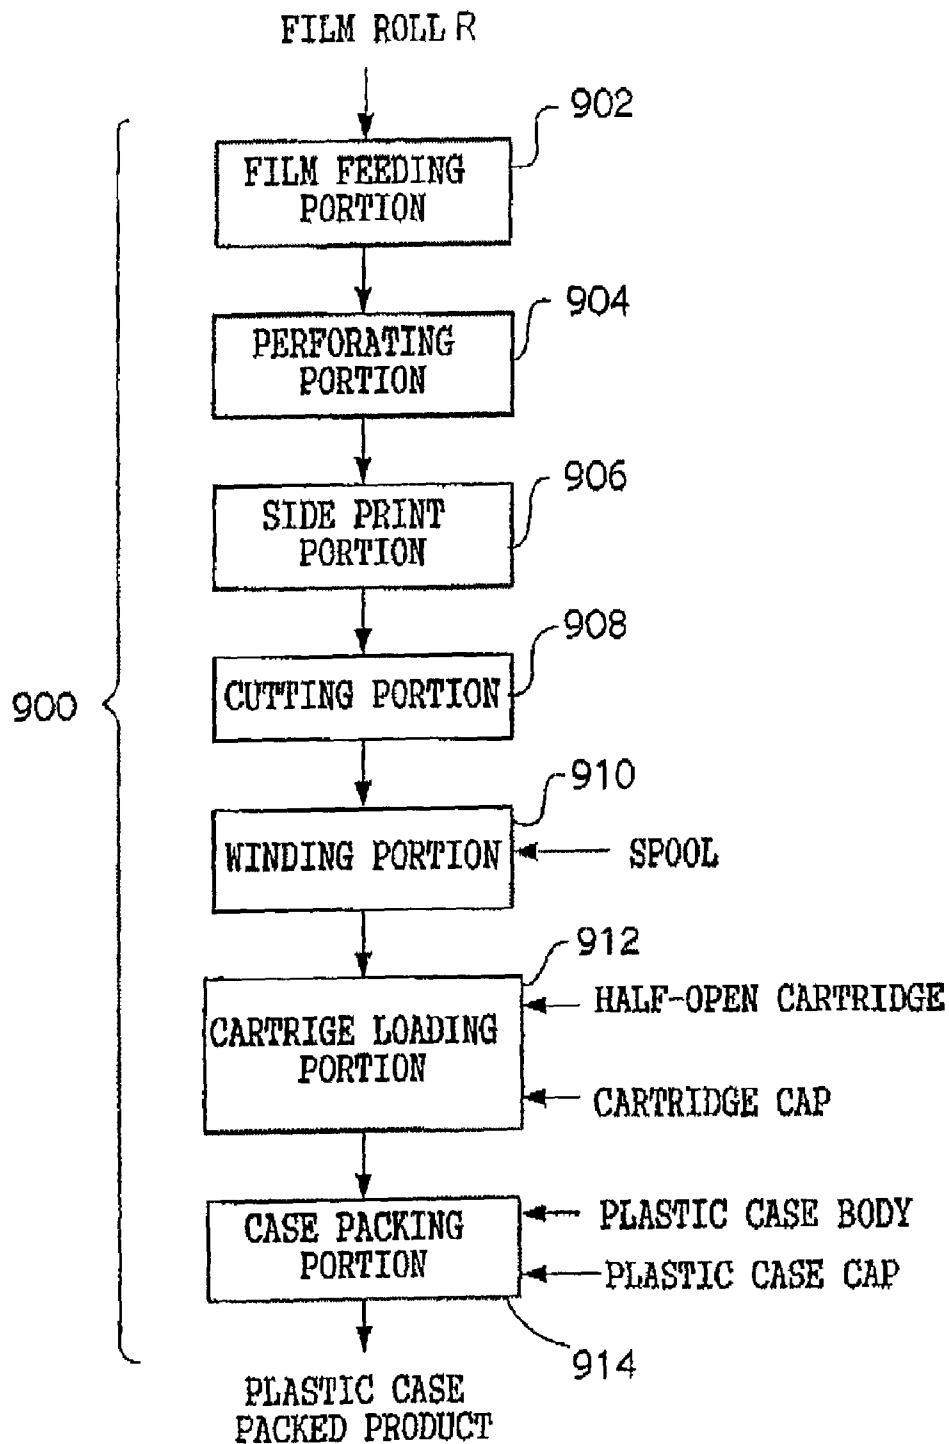 FILM ROLL R
902
FILM FEEDING
PORTION
904
PERFORATING
PORTION
906
SIDE PRINT
PORTION
908
CUTTING PORTION
900
910
WINDING PORTION
SPOOL
912
HALF-OPEN CARTRIDGE
CARTRIGE LOADING
PORTION
CARTRIDGE CAP
CASE PACKING
PORTION
PLASTIC CASE BODY
PLASTIC CASE CAP
914
PLASTIC CASE
PACKED PRODUCT